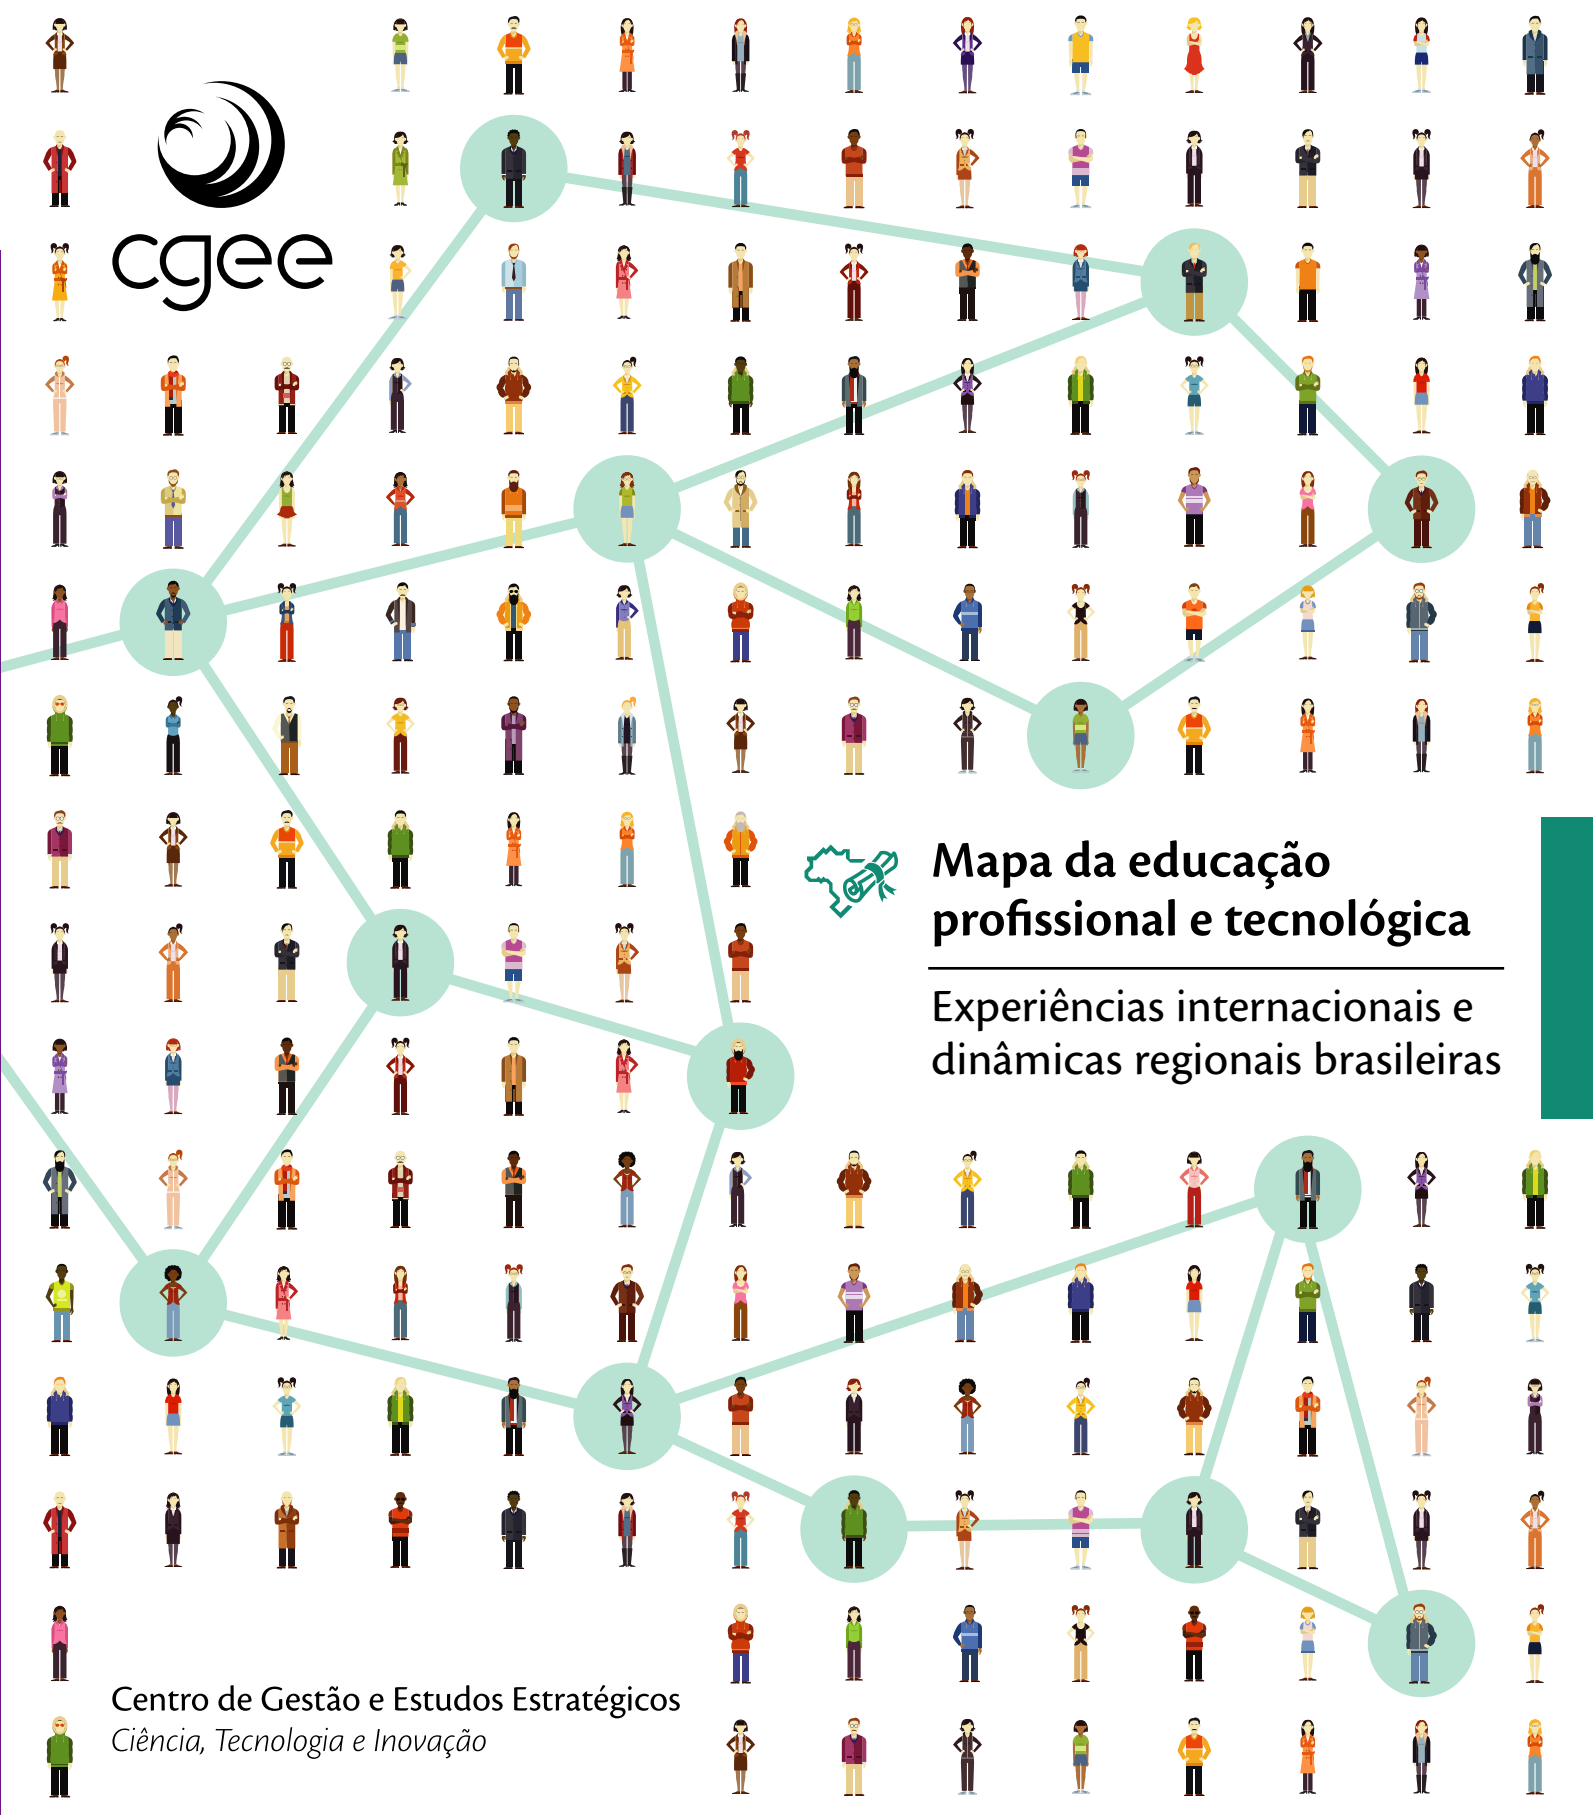 cgee
Mapa da educação
profissional e tecnológica
Experiências internacionais e
dinâmicas regionais brasileiras
Centro de Gestão e Estudos Estratégicos
Ciência, Tecnologia e Inovação